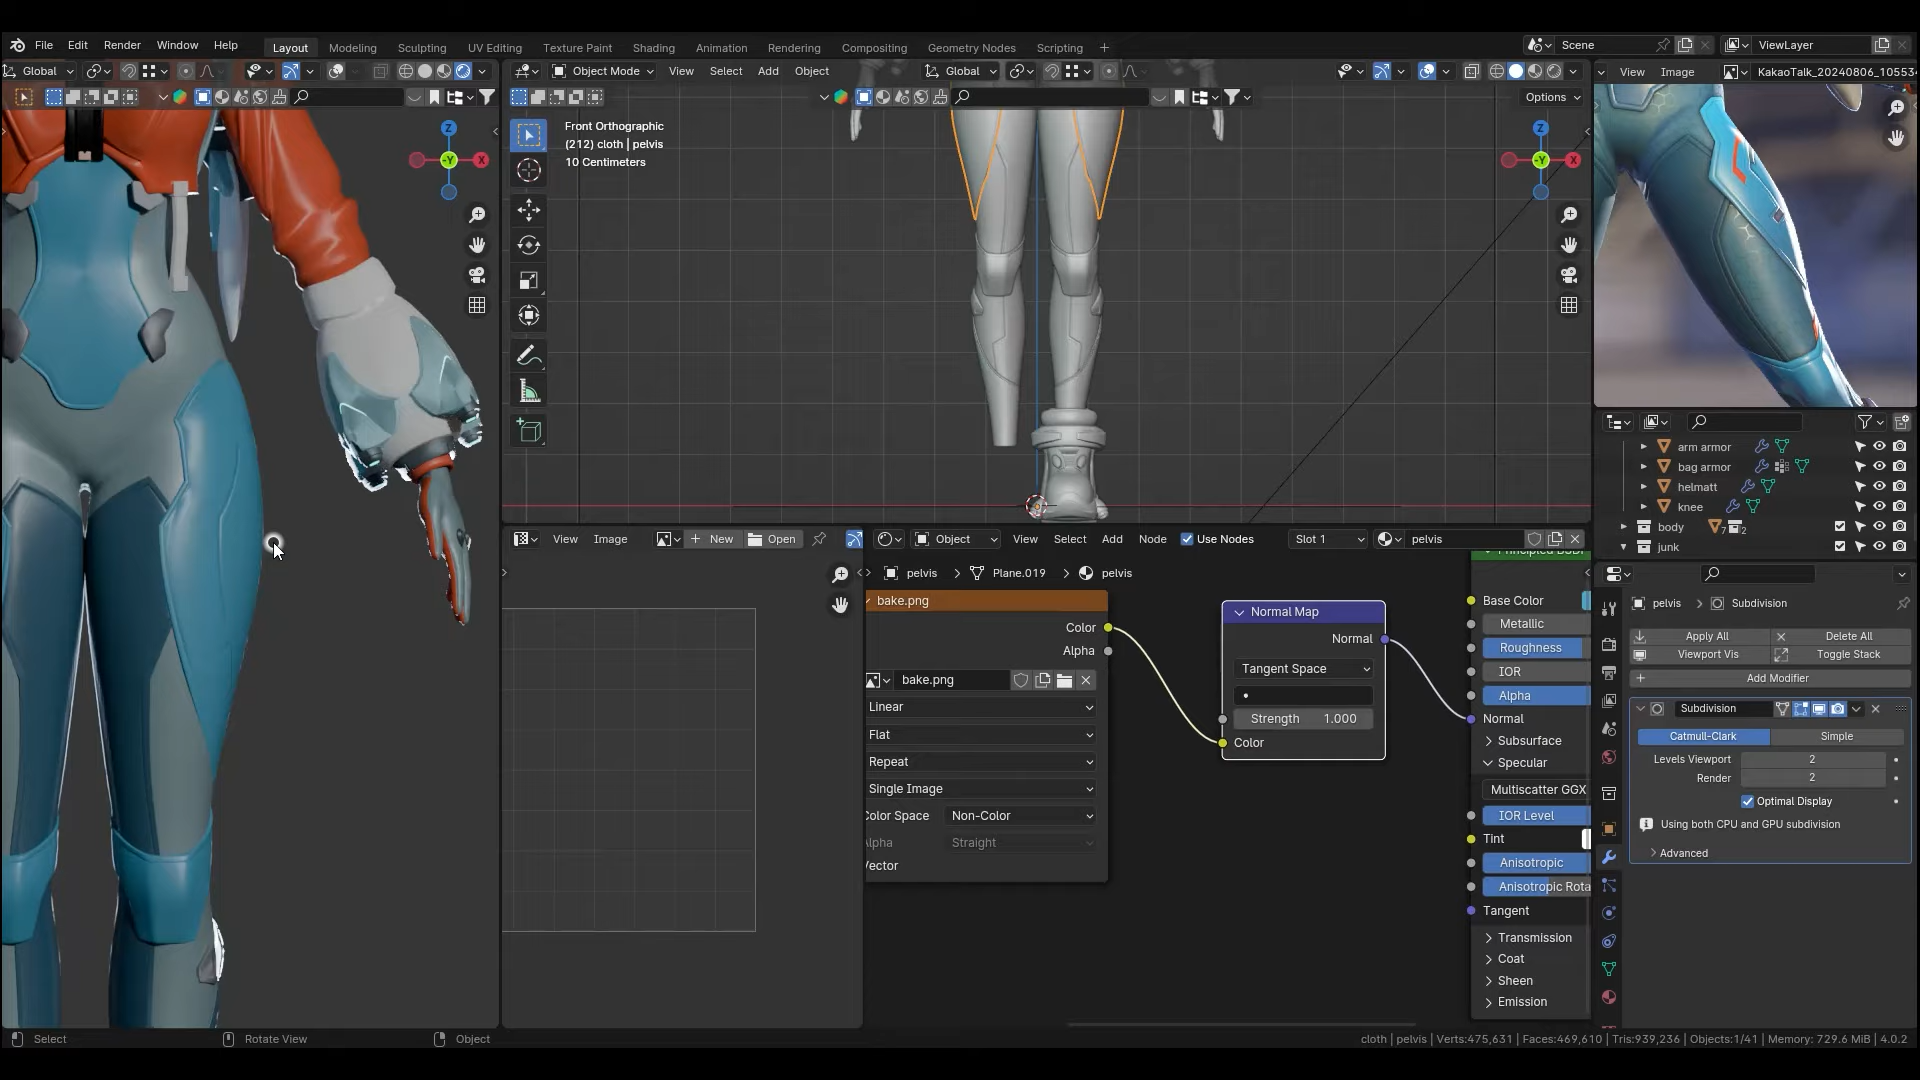 File Edit Render Window Help
Layout Modeling Sculpting UV Editing Texture Paint Shading Animation Rendering Compositing Geometry Nodes Scripting +
Scene
ViewLayer
Global
Object Mode View Select Add Object
Global
View Image
KakaoTalk_20240806_10553
Options
Front Orthographic
(212) cloth | pelvis
10 Centimeters
Z
-Y
X
Z
-Y
X
arm armor
bag armor
helmatt
knee
body
7
2
junk
View Image
New
Open
Object View Select Add Node Use Nodes
Slot 1
pelvis
pelvis
Plane.019
pelvis
bake.png
Color
Alpha
bake.png
Linear
Flat
Repeat
Single Image
Color Space Non-Color
Alpha Straight
Vector
Normal Map
Normal
Tangent Space
Strength 1.000
Color
Principled BSDF
Base Color
Metallic
Roughness
IOR
Alpha
Normal
Subsurface
Specular
Multiscatter GGX
IOR Level
Tint
Anisotropic
Anisotropic Rota
Tangent
Transmission
Coat
Sheen
Emission
pelvis
Subdivision
Apply All
Delete All
Viewport Vis
Toggle Stack
Add Modifier
Subdivision
Catmull-Clark
Simple
Levels Viewport 2
Render 2
Optimal Display
Using both CPU and GPU subdivision
Advanced
Select
Rotate View
Object
cloth | pelvis | Verts:475,631 | Faces:469,610 | Tris:939,236 | Objects:1/41 | Memory: 729.6 MiB | 4.0.2